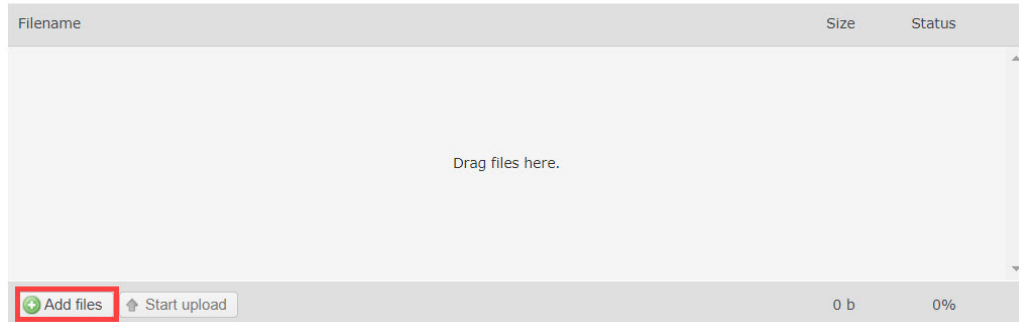 Filename Size Status
Drag files here.
Add files Start upload 0 b 0%